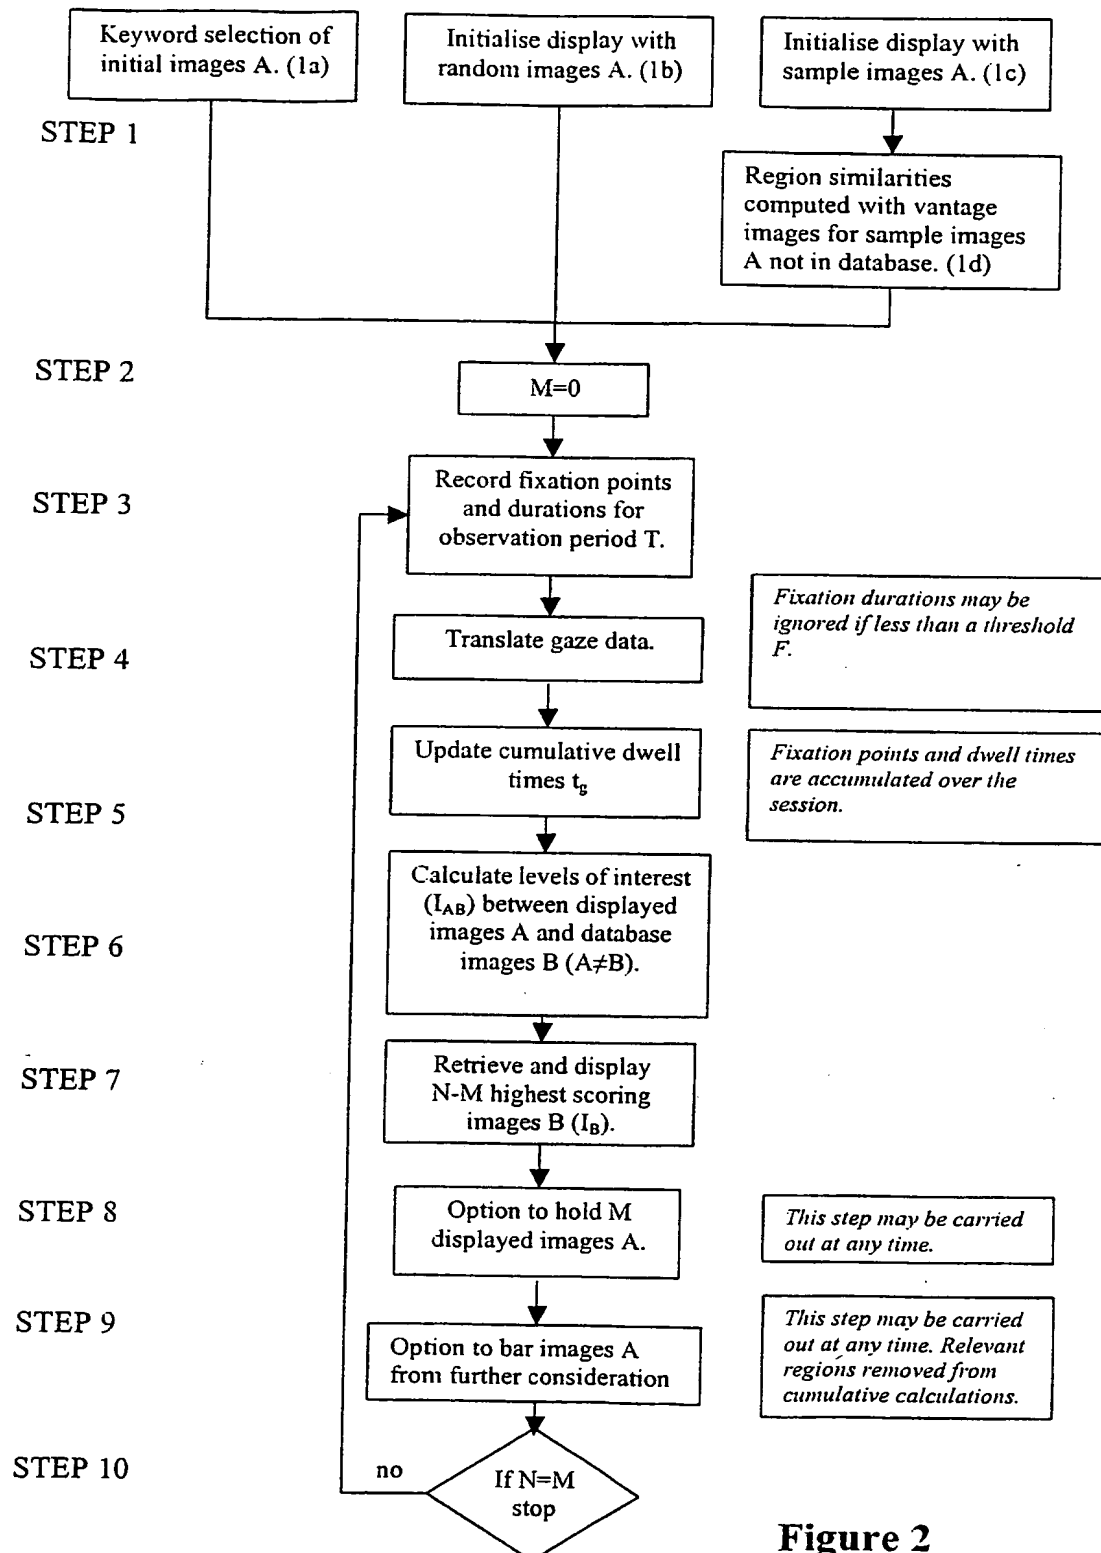 Keyword selection of
initial images A. (1a)
Initialise display with
random images A. (1b)
Initialise display with
sample images A. (1c)
STEP 1
Region similarities
computed with vantage
images for sample images
A not in database. (1d)
STEP 2
M=0
STEP 3
Record fixation points
and durations for
observation period T.
STEP 4
Translate gaze data.
Fixation durations may be
ignored if less than a threshold
F.
STEP 5
Update cumulative dwell
times tg
Fixation points and dwell times
are accumulated over the
session.
STEP 6
Calculate levels of interest
(IAB) between displayed
images A and database
images B (A≠B).
STEP 7
Retrieve and display
N-M highest scoring
images B (IB).
STEP 8
Option to hold M
displayed images A.
This step may be carried
out at any time.
STEP 9
Option to bar images A
from further consideration
This step may be carried
out at any time. Relevant
regions removed from
cumulative calculations.
STEP 10
no
If N=M
stop
Figure 2